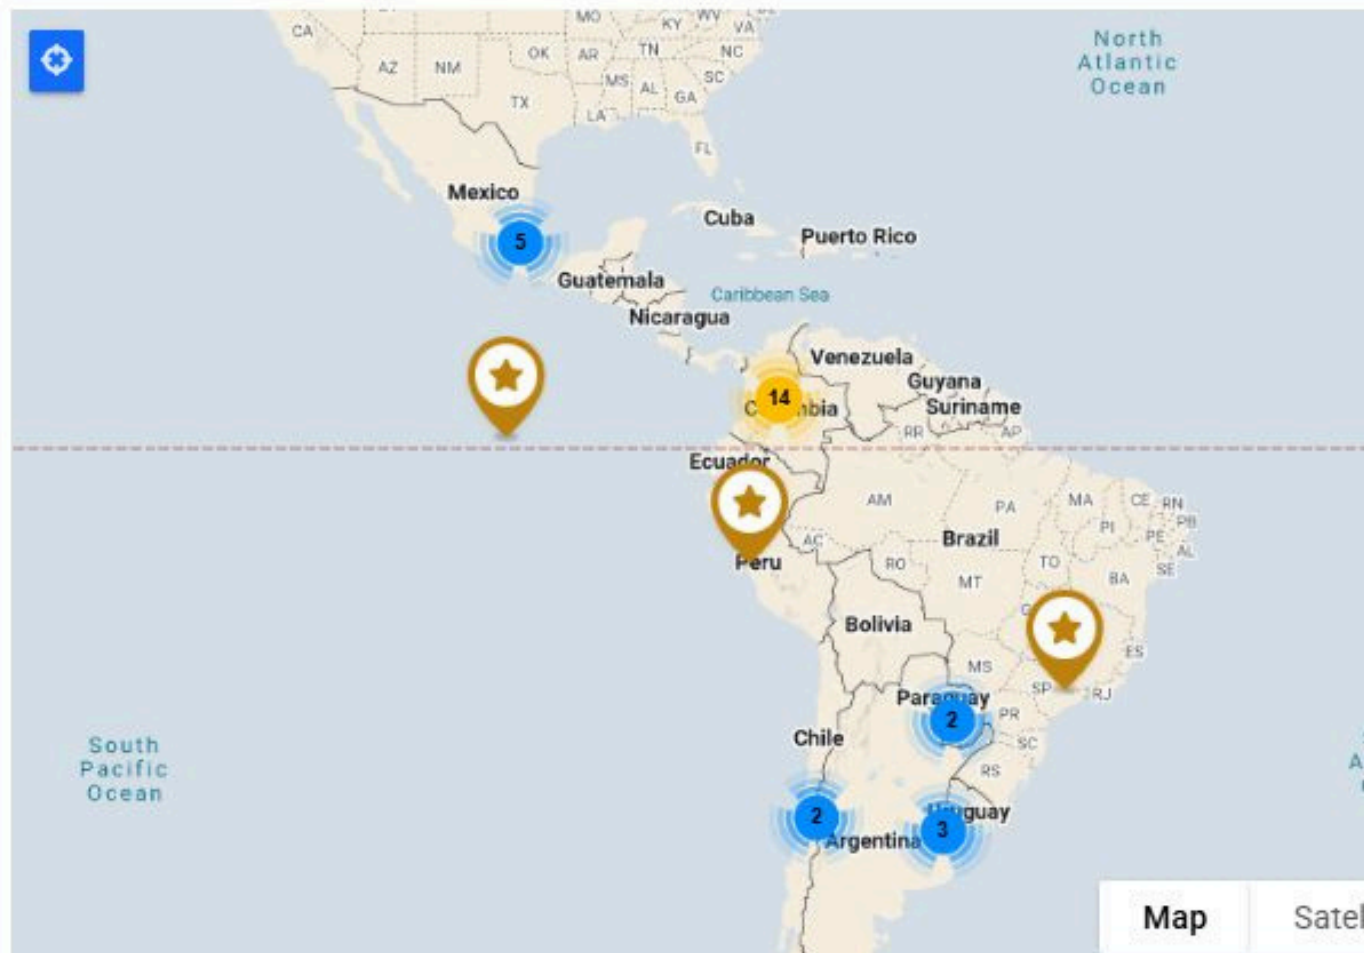 MO
KY
WV
VA
CA
OK
AR
TN
NC
AZ
NM
MS
AL
SC
TX
GA
LA
FL
North
Atlantic
Ocean
Mexico
5
Cuba
Puerto Rico
Guatemala
Caribbean Sea
Nicaragua
Venezuela
Guyana
14
Suriname
RR
AP
Ecuador
AM
PA
MA
CE
RN
PB
PI
PE
AL
AC
Brazil
Peru
RO
TO
SE
MT
BA
Bolivia
ES
MS
SP
RJ
Paraguay
2
PR
Chile
SC
South
Pacific
Ocean
RS
2
3
Uruguay
Argentina
Map